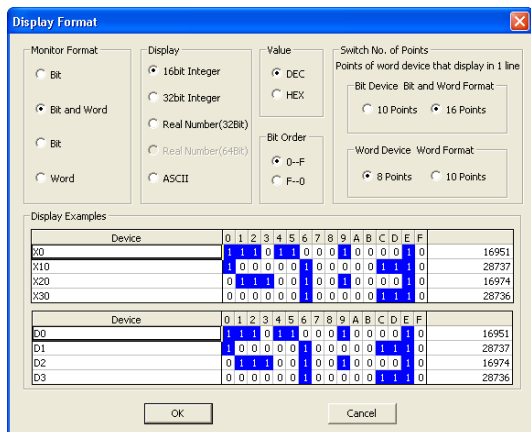 Display Format
Monitor Format
Bit
Bit and Word
Bit
Word
Display
16bit Integer
32bit Integer
Real Number(32Bit)
Real Number(64Bit)
ASCII
Value
DEC
HEX
Bit Order
0--F
F--0
Switch No. of Points
Points of word device that display in 1 line
Bit Device Bit and Word Format
10 Points 16 Points
Word Device Word Format
8 Points 10 Points
Display Examples
Device 0 1 2 3 4 5 6 7 8 9 A B C D E F
X0 1 1 1 0 1 1 0 0 0 1 0 0 0 0 1 0 16951
X10 1 0 0 0 0 0 1 0 0 0 0 0 1 1 1 0 28737
X20 0 1 1 1 0 0 1 0 0 1 0 0 0 0 1 0 16974
X30 0 0 0 0 0 0 1 0 0 0 0 0 1 1 1 0 28736
Device 0 1 2 3 4 5 6 7 8 9 A B C D E F
D0 1 1 1 0 1 1 0 0 0 1 0 0 0 0 1 0 16951
D1 1 0 0 0 0 0 1 0 0 0 0 0 1 1 1 0 28737
D2 0 1 1 1 0 0 1 0 0 1 0 0 0 0 1 0 16974
D3 0 0 0 0 0 0 1 0 0 0 0 0 1 1 1 0 28736
OK Cancel